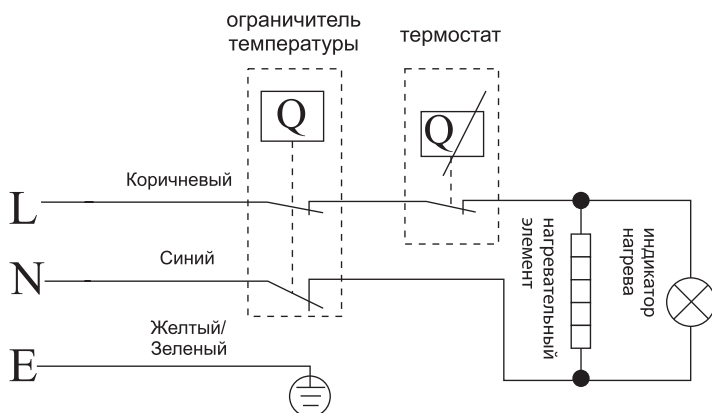 ограничитель
температуры
термостат
Q
Q
L
Коричневый
N
Синий
E
Желтый/
Зеленый
нагревательный
элемент
индикатор
нагрева